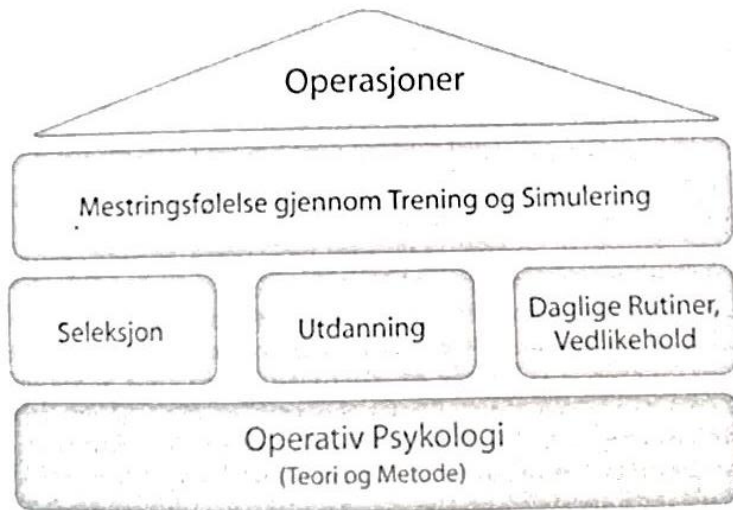 Operasjoner
Mestringsfølelse gjennom Trening og Simulering
Seleksjon
Utdanning
Daglige Rutiner,
Vedlikehold
Operativ Psykologi
(Teori og Metode)